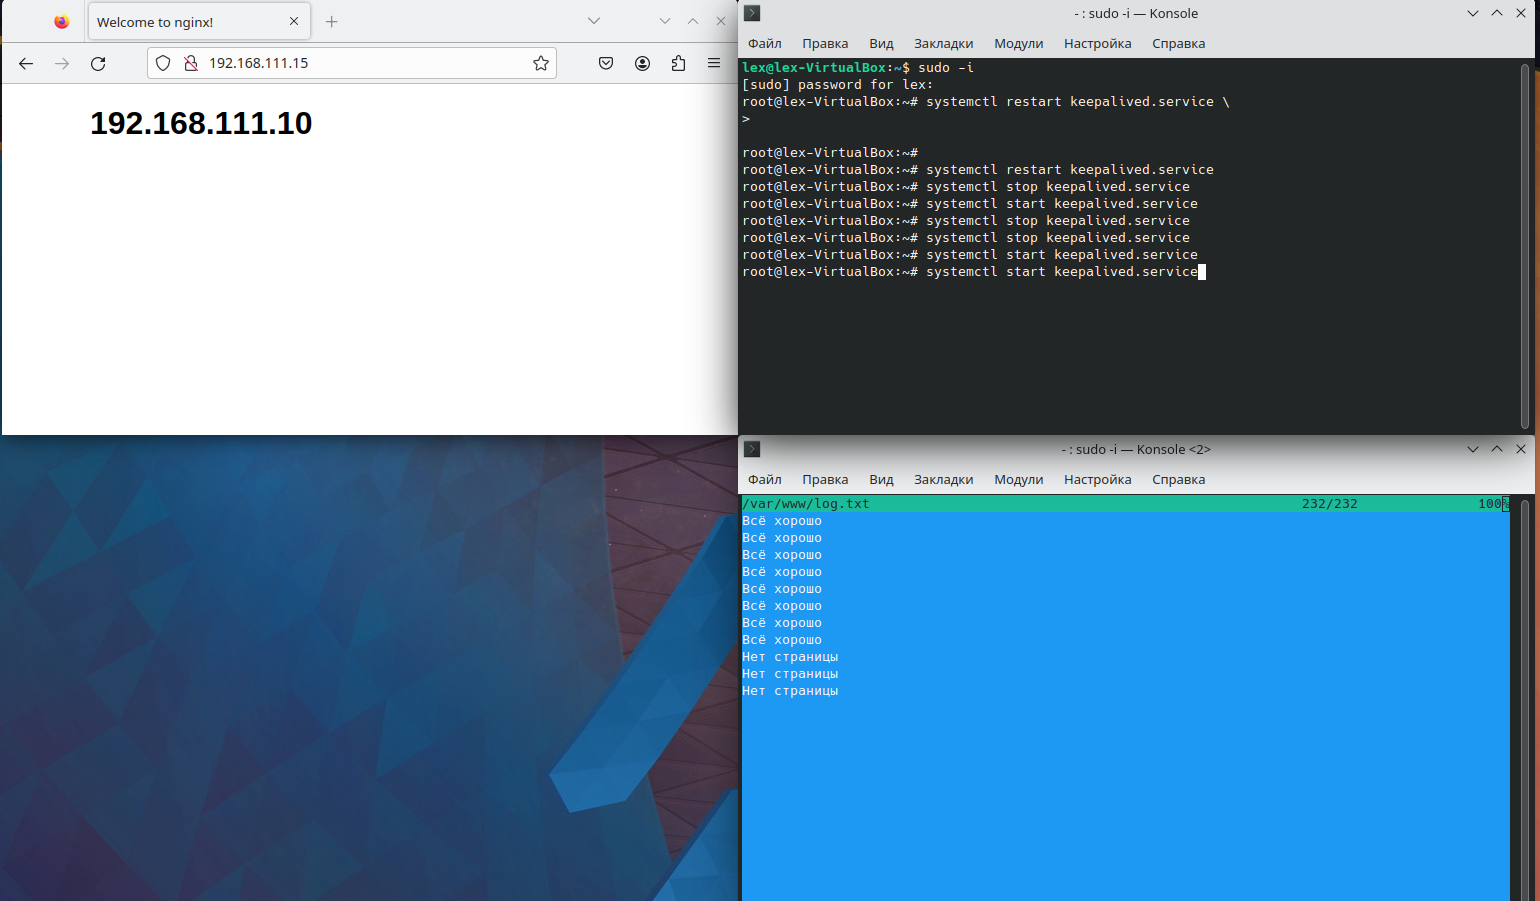 Welcome to nginx!
192.168.111.15
192.168.111.10
- : sudo -i — Konsole
Файл Правка Вид Закладки Модули Настройка Справка
lex@lex-VirtualBox:~$ sudo -i
[sudo] password for lex:
root@lex-VirtualBox:~# systemctl restart keepalived.service \
>
root@lex-VirtualBox:~#
root@lex-VirtualBox:~# systemctl restart keepalived.service
root@lex-VirtualBox:~# systemctl stop keepalived.service
root@lex-VirtualBox:~# systemctl start keepalived.service
root@lex-VirtualBox:~# systemctl stop keepalived.service
root@lex-VirtualBox:~# systemctl stop keepalived.service
root@lex-VirtualBox:~# systemctl start keepalived.service
root@lex-VirtualBox:~# systemctl start keepalived.service
- : sudo -i — Konsole <2>
Файл Правка Вид Закладки Модули Настройка Справка
/var/www/log.txt 232/232 100%
Всё хорошо
Всё хорошо
Всё хорошо
Всё хорошо
Всё хорошо
Всё хорошо
Всё хорошо
Всё хорошо
Нет страницы
Нет страницы
Нет страницы